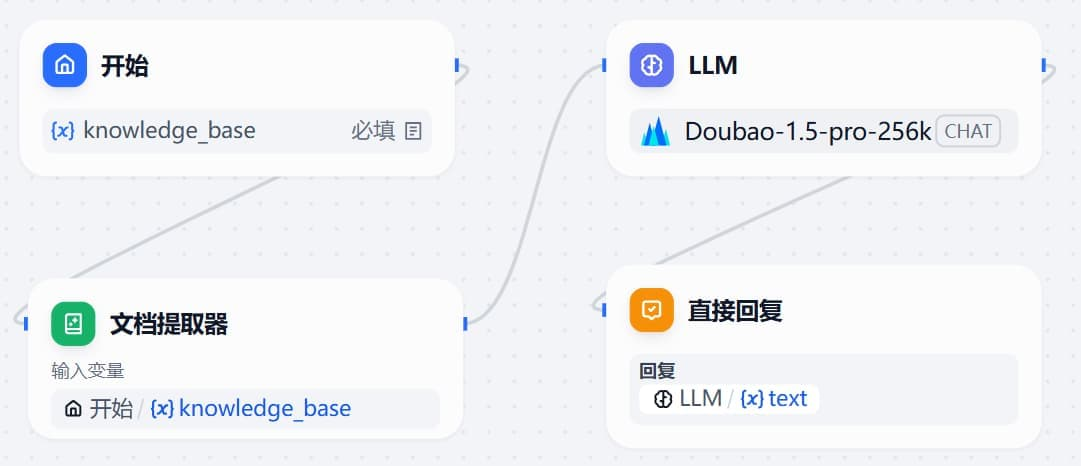 开始
{x} knowledge_base 必填
文档提取器
输入变量
开始 / {x} knowledge_base
LLM
Doubao-1.5-pro-256k CHAT
直接回复
回复
LLM / {x} text